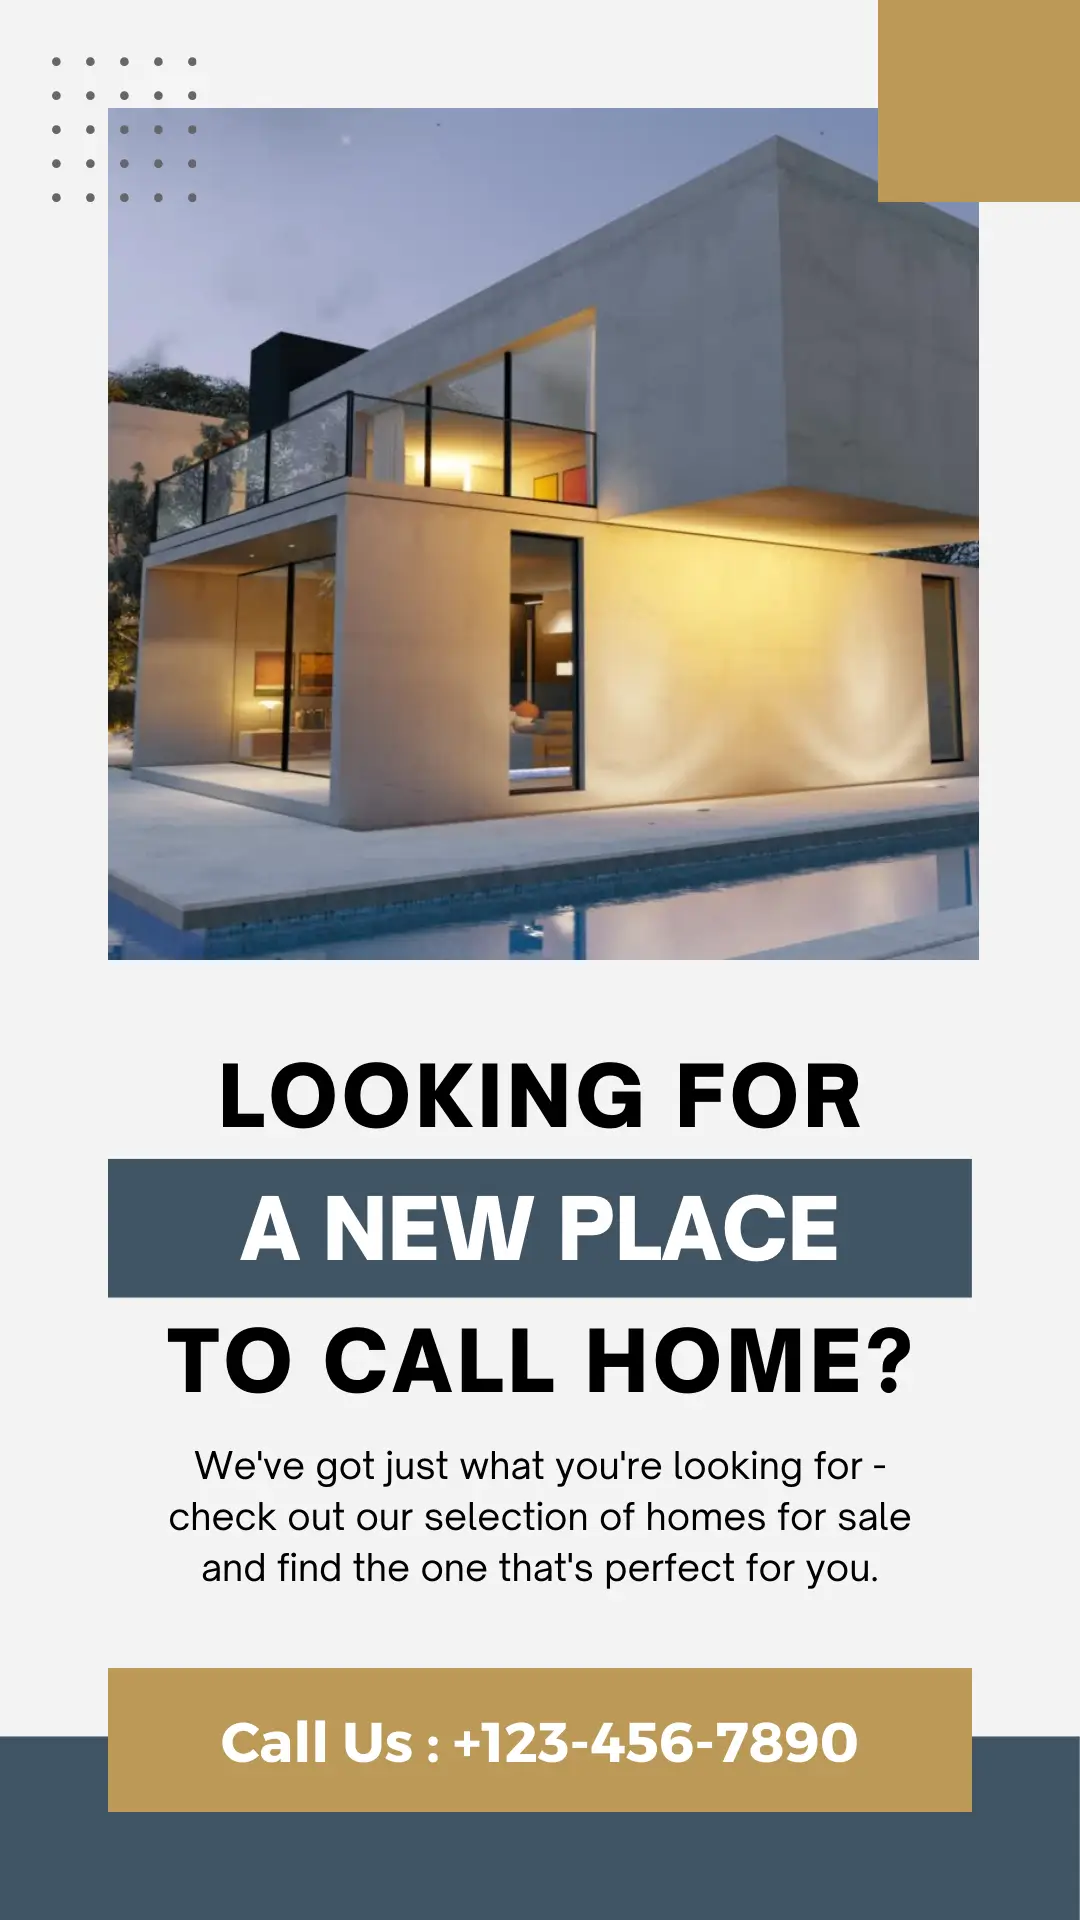 LOOKING FOR
A NEW PLACE
TO CALL HOME?
We've got just what you're looking for -
check out our selection of homes for sale
and find the one that's perfect for you.
Call Us : +123-456-7890